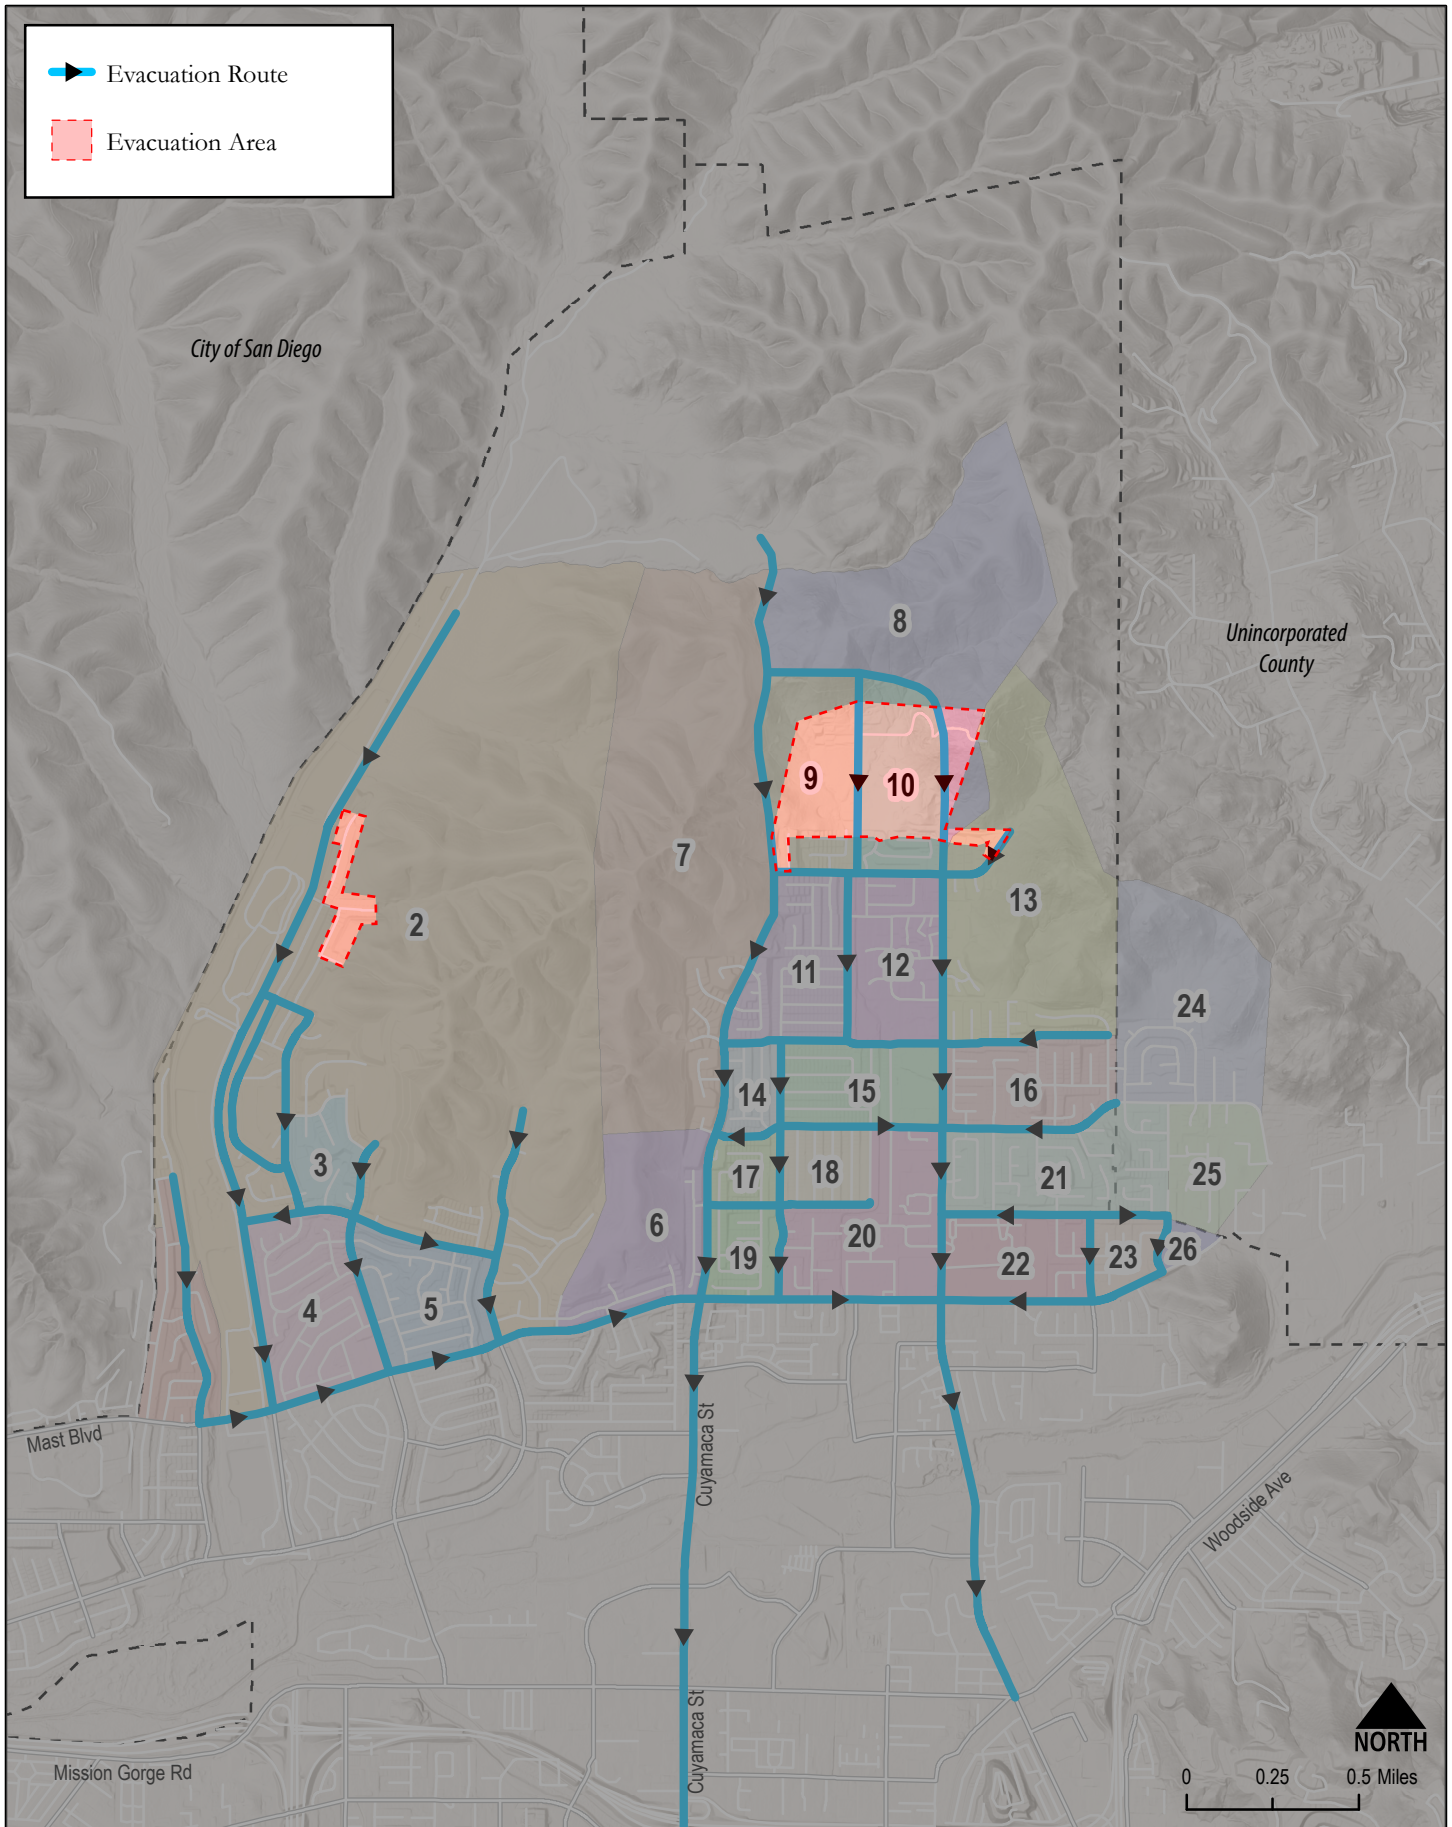 Evacuation Route
Evacuation Area
City of San Diego
Unincorporated
County
8
9
10
7
2
13
11
12
24
14
15
16
3
17
18
21
25
6
20
19
22
23
26
4
5
Mast Blvd
Cuyamaca St
Woodside Ave
Cuyamaca St
Mission Gorge Rd
NORTH
0 0.25 0.5 Miles